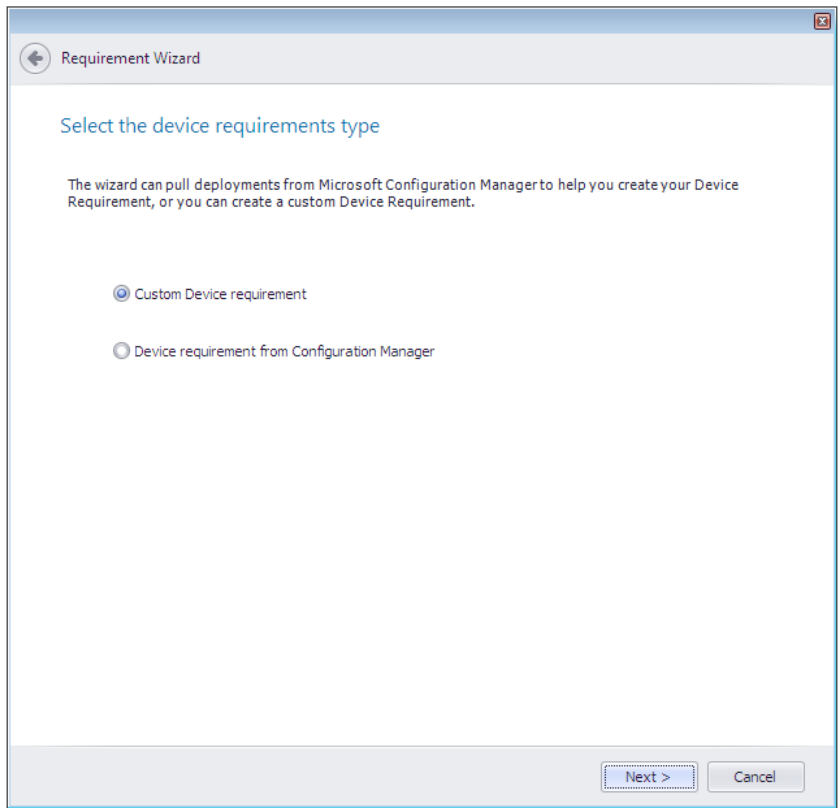 Requirement Wizard
Select the device requirements type
The wizard can pull deployments from Microsoft Configuration Manager to help you create your Device
Requirement, or you can create a custom Device Requirement.
Custom Device requirement
Device requirement from Configuration Manager
Next >
Cancel